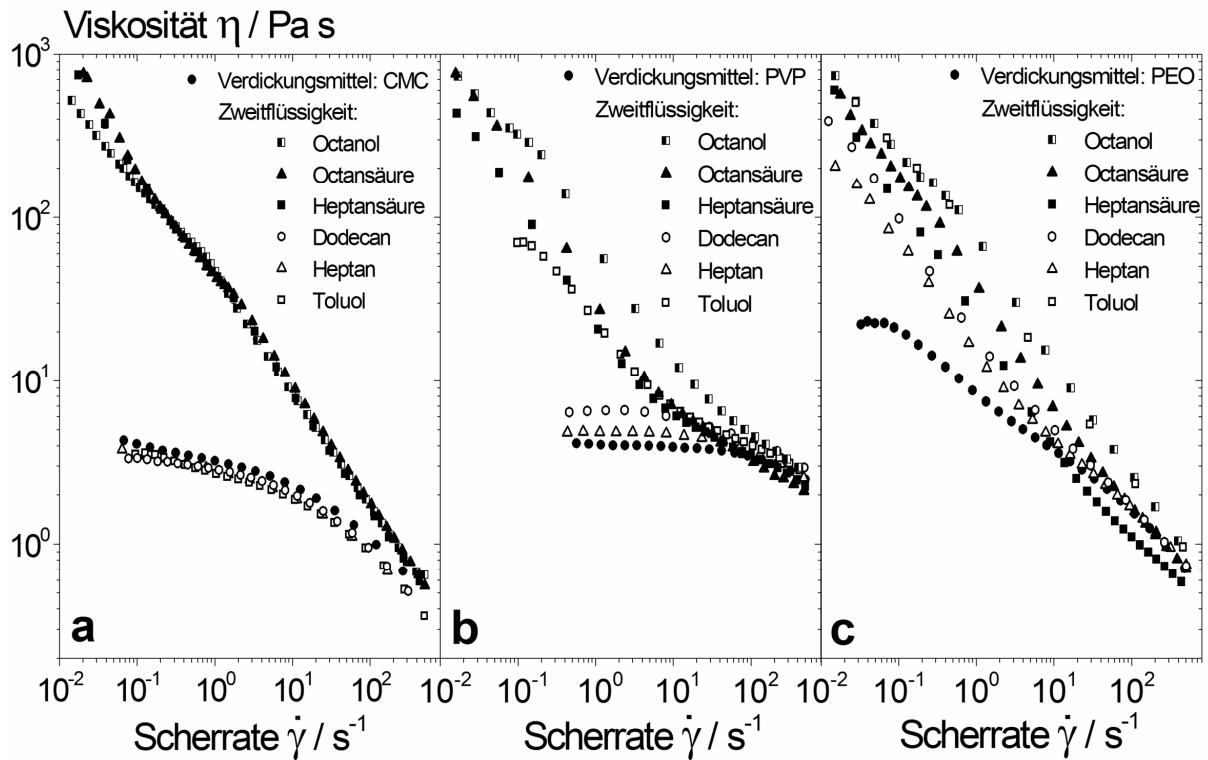 Viskosität η / Pa s
10³
10²
10¹
10⁰
Verdickungsmittel: CMC
Zweitflüssigkeit:
Octanol
Octansäure
Heptansäure
Dodecan
Heptan
Toluol
a
10⁻² 10⁻¹ 10⁰ 10¹ 10²
Scherrate γ̇ / s⁻¹
Verdickungsmittel: PVP
Zweitflüssigkeit:
Octanol
Octansäure
Heptansäure
Dodecan
Heptan
Toluol
b
10⁻² 10⁻¹ 10⁰ 10¹ 10²
Scherrate γ̇ / s⁻¹
Verdickungsmittel: PEO
Zweitflüssigkeit:
Octanol
Octansäure
Heptansäure
Dodecan
Heptan
Toluol
c
10⁻² 10⁻¹ 10⁰ 10¹ 10²
Scherrate γ̇ / s⁻¹